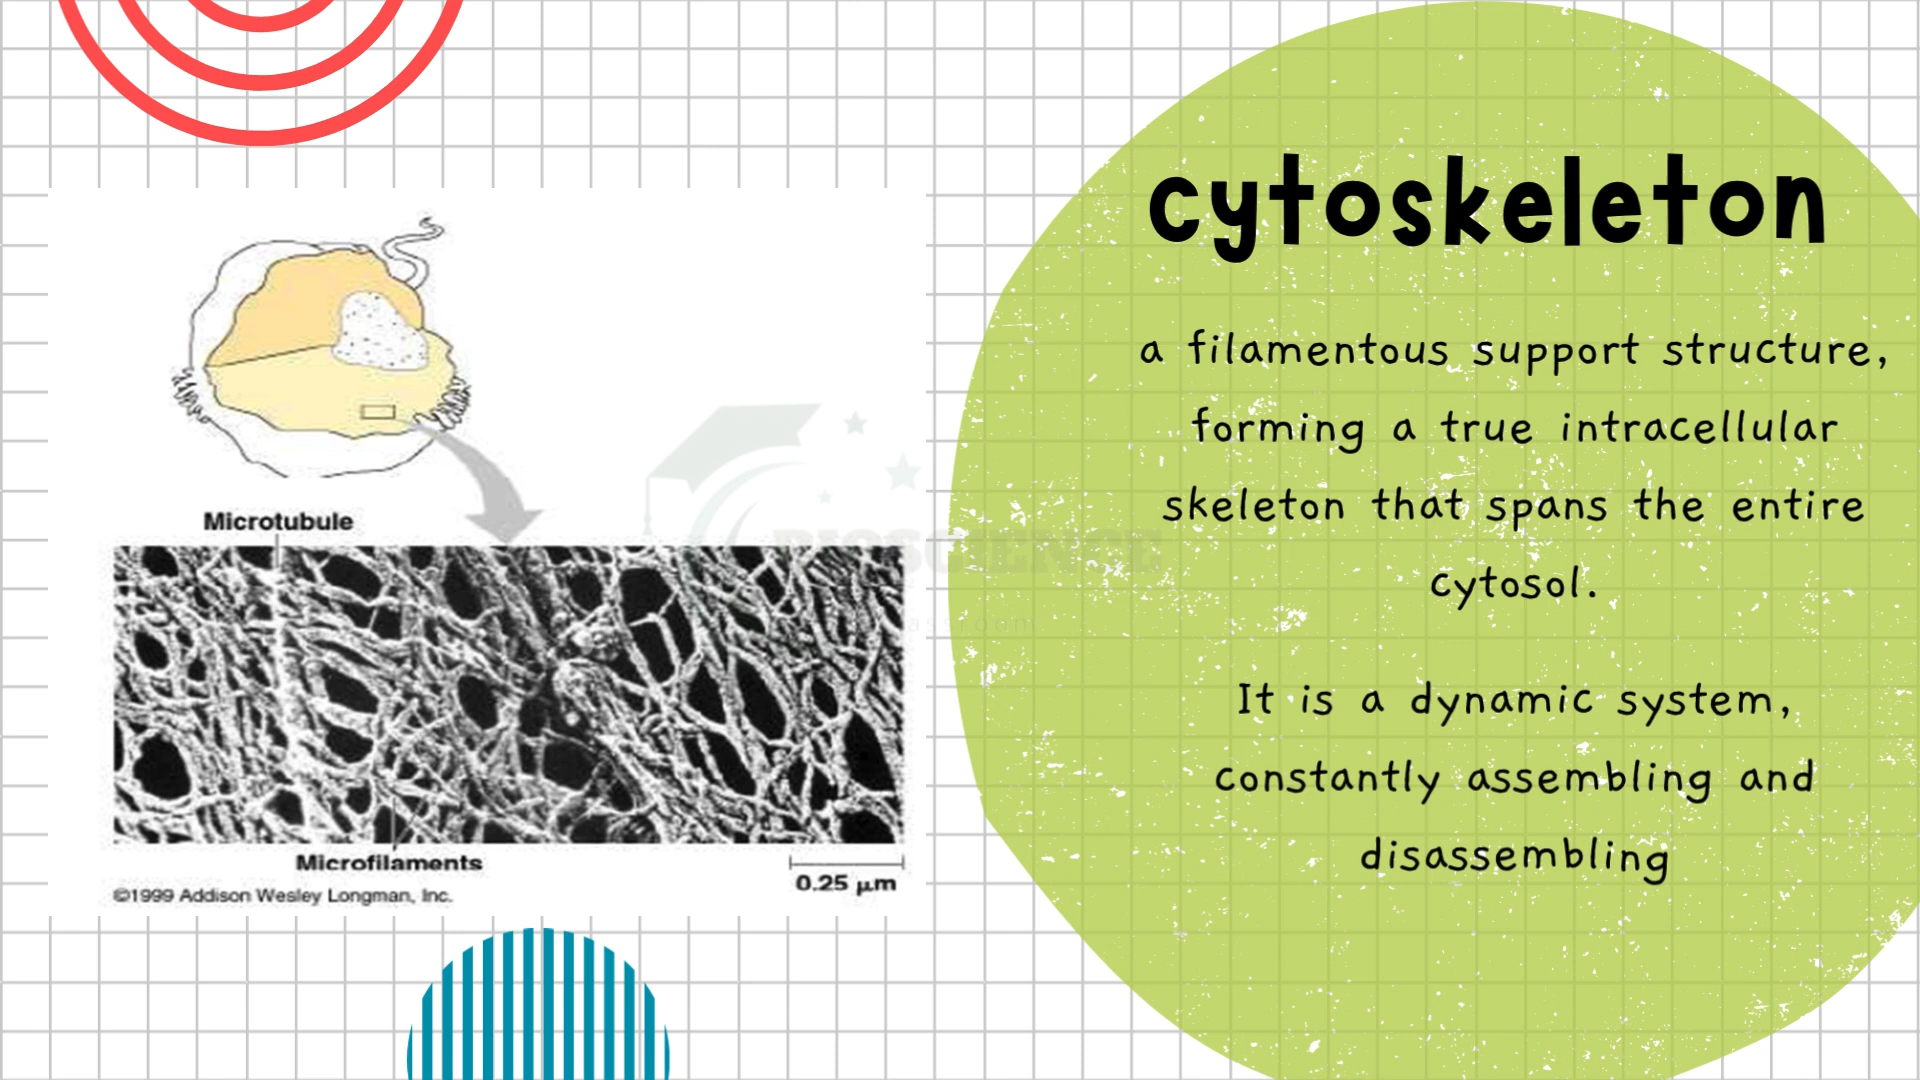 cytoskeleton
a filamentous support structure,
forming a true intracellular
skeleton that spans the entire
cytosol.
It is a dynamic system,
constantly assembling and
disassembling
Microtubule
BIOSCIENCE
Microfilaments
0.25 μm
©1999 Addison Wesley Longman, Inc.